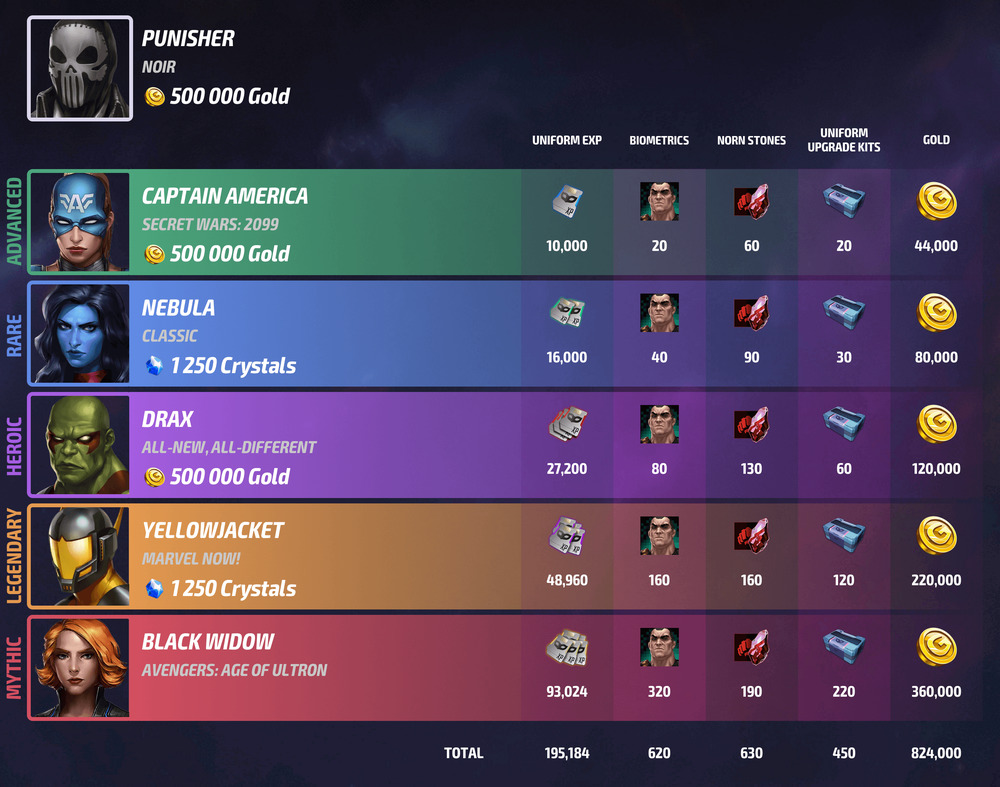 PUNISHER
NOIR
500 000 Gold
UNIFORM EXP BIOMETRICS NORN STONES UNIFORM UPGRADE KITS GOLD
ADVANCED
CAPTAIN AMERICA
SECRET WARS: 2099
500 000 Gold
10,000 20 60 20 44,000
RARE
NEBULA
CLASSIC
1 250 Crystals
16,000 40 90 30 80,000
HEROIC
DRAX
ALL-NEW, ALL-DIFFERENT
500 000 Gold
27,200 80 130 60 120,000
LEGENDARY
YELLOWJACKET
MARVEL NOW!
1 250 Crystals
48,960 160 160 120 220,000
MYTHIC
BLACK WIDOW
AVENGERS: AGE OF ULTRON
93,024 320 190 220 360,000
TOTAL 195,184 620 630 450 824,000